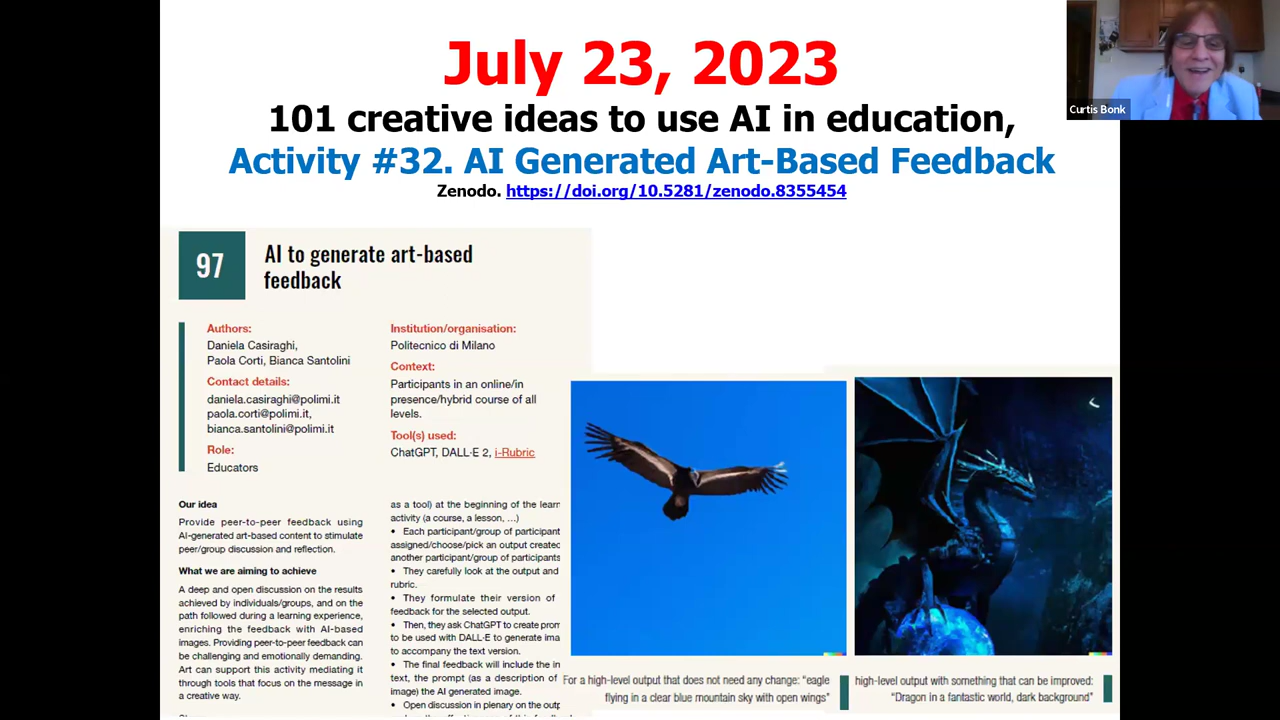 July 23, 2023
101 creative ideas to use AI in education,
Activity #32. AI Generated Art-Based Feedback
Zenodo. https://doi.org/10.5281/zenodo.8355454
Curtis Bonk
97
AI to generate art-based
feedback
Authors:
Daniela Casiraghi,
Paola Corti, Bianca Santolini
Contact details:
daniela.casiraghi@polimi.it
paola.corti@polimi.it,
bianca.santolini@polimi.it
Role:
Educators
Institution/organisation:
Politecnico di Milano
Context:
Participants in an online/in
presence/hybrid course of all
levels.
Tool(s) used:
ChatGPT, DALL·E 2, i-Rubric
Our idea
Provide peer-to-peer feedback using
AI-generated art-based content to stimulate
peer/group discussion and reflection.
What we are aiming to achieve
A deep and open discussion on the results
achieved by individuals/groups, and on the
path followed during a learning experience,
enriching the feedback with AI-based
images. Providing peer-to-peer feedback can
be challenging and emotionally demanding.
Art can support this activity mediating it
through tools that focus on the message in
a creative way.
as a tool) at the beginning of the learn
activity (a course, a lesson, …)
• Each participant/group of participant
assigned/choose/pick an output created
another participant/group of participants
• They carefully look at the output and
rubric.
• They formulate their version of
feedback for the selected output.
• Then, they ask ChatGPT to create prom
to be used with DALL-E to generate ima
to accompany the text version.
• The final feedback will include the in
text, the prompt (as a description of
image) the AI generated image.
• Open discussion in plenary on the outp
For a high-level output that does not need any change: “eagle
flying in a clear blue mountain sky with open wings”
high-level output with something that can be improved:
“Dragon in a fantastic world, dark background”